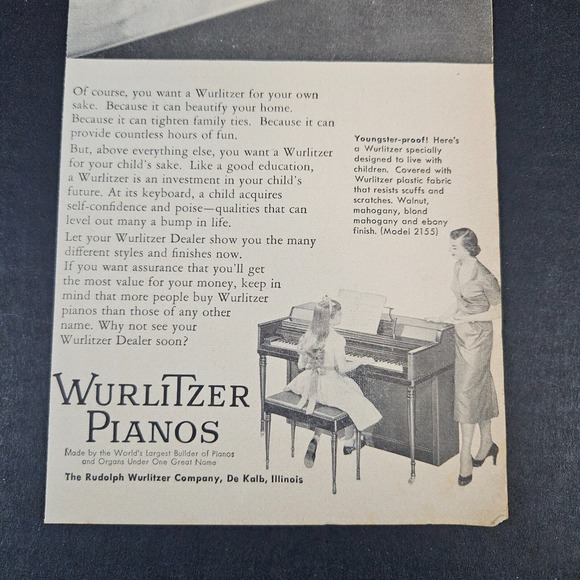 Of course, you want a Wurlitzer for your own
sake. Because it can beautify your home.
Because it can tighten family ties. Because it can
provide countless hours of fun.
But, above everything else, you want a Wurlitzer
for your child's sake. Like a good education,
a Wurlitzer is an investment in your child's
future. At its keyboard, a child acquires
self-confidence and poise—qualities that can
level out many a bump in life.
Let your Wurlitzer Dealer show you the many
different styles and finishes now.
If you want assurance that you'll get
the most value for your money, keep in
mind that more people buy Wurlitzer
pianos than those of any other
name. Why not see your
Wurlitzer Dealer soon?
Youngster-proof! Here's
a Wurlitzer specially
designed to live with
children. Covered with
Wurlitzer plastic fabric
that resists scuffs and
scratches. Walnut,
mahogany, blond
mahogany and ebony
finish. (Model 2155)
WURLITZER
PIANOS
Made by the World's Largest Builder of Pianos
and Organs Under One Great Name
The Rudolph Wurlitzer Company, De Kalb, Illinois